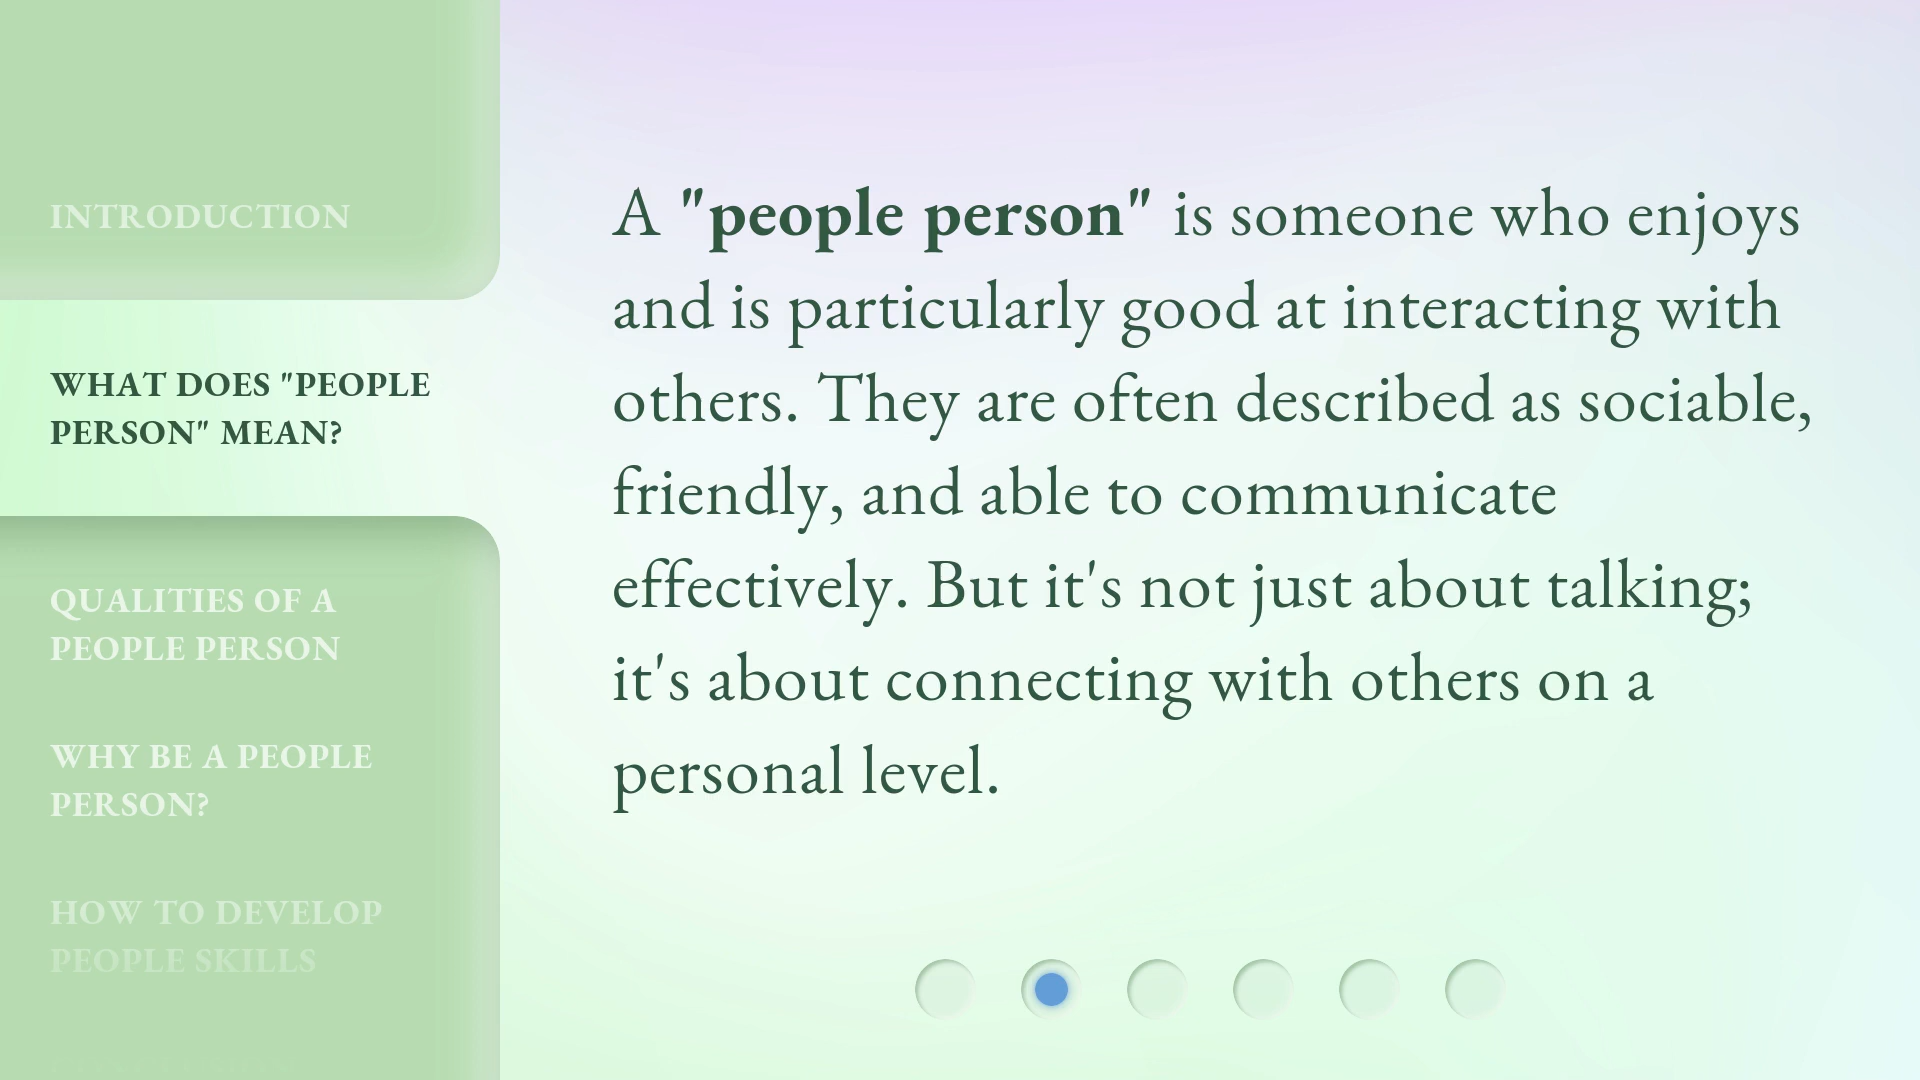 INTRODUCTION
WHAT DOES "PEOPLE
PERSON" MEAN?
QUALITIES OF A
PEOPLE PERSON
WHY BE A PEOPLE
PERSON?
HOW TO DEVELOP
PEOPLE SKILLS
A "people person" is someone who enjoys
and is particularly good at interacting with
others. They are often described as sociable,
friendly, and able to communicate
effectively. But it's not just about talking;
it's about connecting with others on a
personal level.